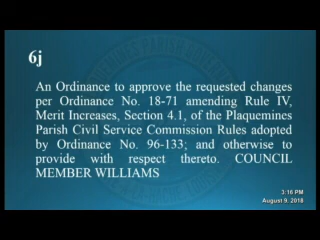 6j
An Ordinance to approve the requested changes
per Ordinance No. 18-71 amending Rule IV,
Merit Increases, Section 4.1, of the Plaquemines
Parish Civil Service Commission Rules adopted
by Ordinance No. 96-133; and otherwise to
provide with respect thereto. COUNCIL
MEMBER WILLIAMS
3:16 PM
August 9, 2018